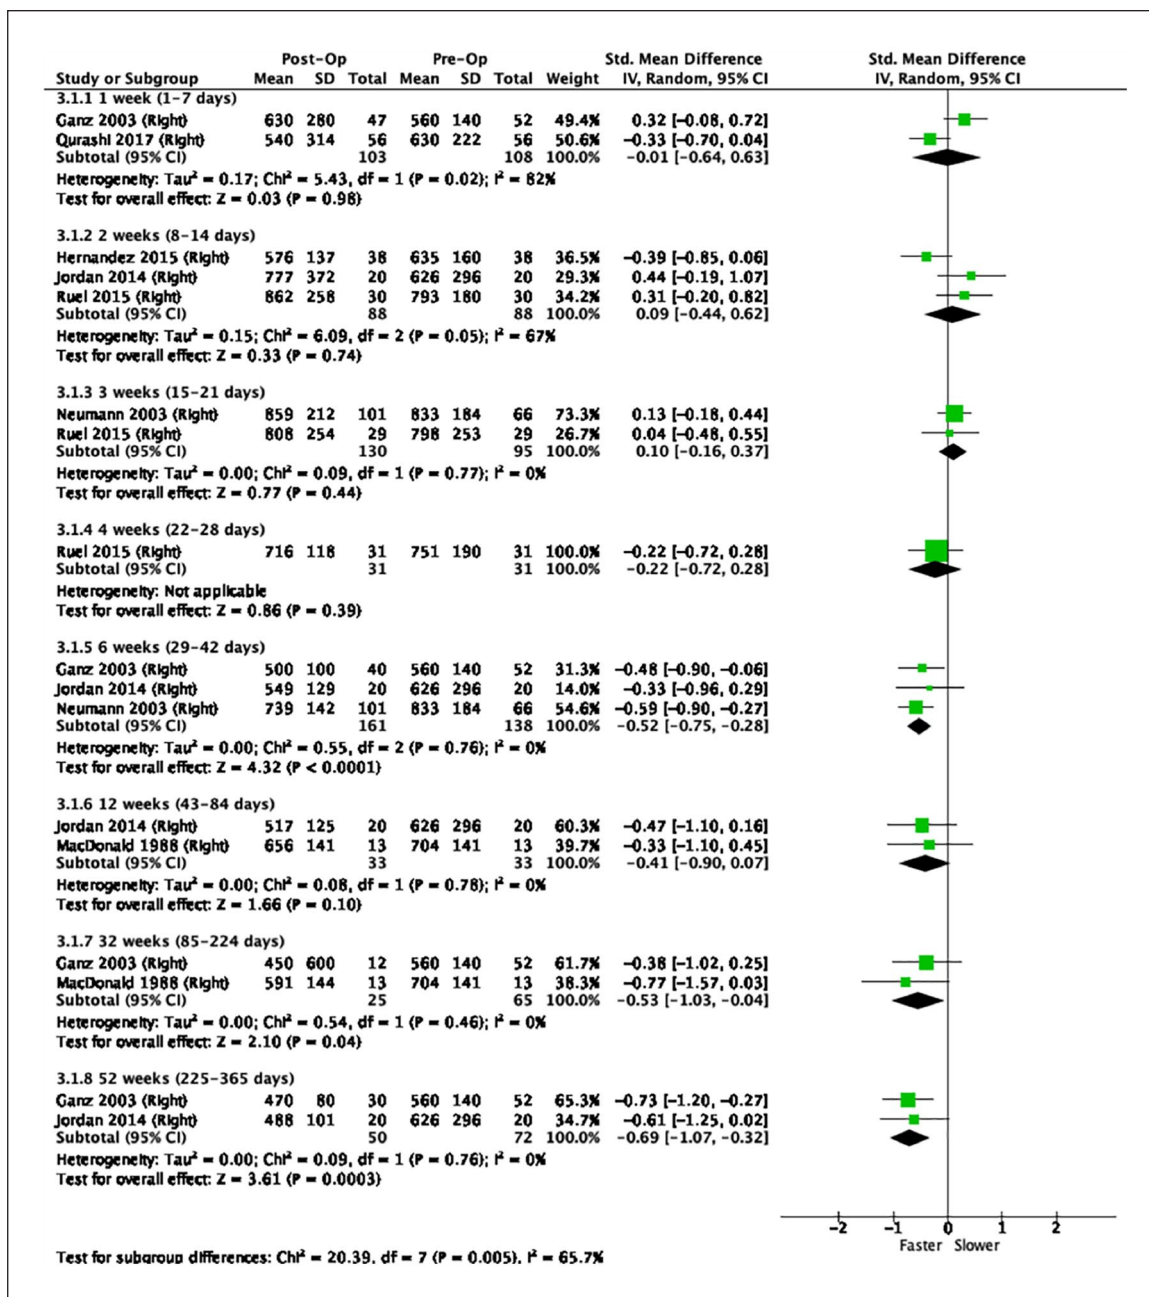 Post-Op Pre-Op Std. Mean Difference Std. Mean Difference
Study or Subgroup Mean SD Total Mean SD Total Weight IV, Random, 95% CI IV, Random, 95% CI
3.1.1 1 week (1-7 days)
Ganz 2003 (Right) 630 280 47 560 140 52 49.4% 0.32 [-0.08, 0.72]
Qurashi 2017 (Right) 540 314 56 630 222 56 50.6% -0.33 [-0.70, 0.04]
Subtotal (95% CI) 103 108 100.0% -0.01 [-0.64, 0.63]
Heterogeneity: Tau² = 0.17; Chi² = 5.43, df = 1 (P = 0.02); I² = 82%
Test for overall effect: Z = 0.03 (P = 0.98)
3.1.2 2 weeks (8-14 days)
Hernandez 2015 (Right) 576 137 38 635 160 38 36.5% -0.39 [-0.85, 0.06]
Jordan 2014 (Right) 777 372 20 626 296 20 29.3% 0.44 [-0.19, 1.07]
Ruel 2015 (Right) 862 258 30 793 180 30 34.2% 0.31 [-0.20, 0.82]
Subtotal (95% CI) 88 88 100.0% 0.09 [-0.44, 0.62]
Heterogeneity: Tau² = 0.15; Chi² = 6.09, df = 2 (P = 0.05); I² = 67%
Test for overall effect: Z = 0.33 (P = 0.74)
3.1.3 3 weeks (15-21 days)
Neumann 2003 (Right) 859 212 101 833 184 66 73.3% 0.13 [-0.18, 0.44]
Ruel 2015 (Right) 808 254 29 798 253 29 26.7% 0.04 [-0.48, 0.55]
Subtotal (95% CI) 130 95 100.0% 0.10 [-0.16, 0.37]
Heterogeneity: Tau² = 0.00; Chi² = 0.09, df = 1 (P = 0.77); I² = 0%
Test for overall effect: Z = 0.77 (P = 0.44)
3.1.4 4 weeks (22-28 days)
Ruel 2015 (Right) 716 118 31 751 190 31 100.0% -0.22 [-0.72, 0.28]
Subtotal (95% CI) 31 31 100.0% -0.22 [-0.72, 0.28]
Heterogeneity: Not applicable
Test for overall effect: Z = 0.86 (P = 0.39)
3.1.5 6 weeks (29-42 days)
Ganz 2003 (Right) 500 100 40 560 140 52 31.3% -0.48 [-0.90, -0.06]
Jordan 2014 (Right) 549 129 20 626 296 20 14.0% -0.33 [-0.96, 0.29]
Neumann 2003 (Right) 739 142 101 833 184 66 54.6% -0.59 [-0.90, -0.27]
Subtotal (95% CI) 161 138 100.0% -0.52 [-0.75, -0.28]
Heterogeneity: Tau² = 0.00; Chi² = 0.55, df = 2 (P = 0.76); I² = 0%
Test for overall effect: Z = 4.32 (P < 0.0001)
3.1.6 12 weeks (43-84 days)
Jordan 2014 (Right) 517 125 20 626 296 20 60.3% -0.47 [-1.10, 0.16]
MacDonald 1988 (Right) 656 141 13 704 141 13 39.7% -0.33 [-1.10, 0.45]
Subtotal (95% CI) 33 33 100.0% -0.41 [-0.90, 0.07]
Heterogeneity: Tau² = 0.00; Chi² = 0.08, df = 1 (P = 0.78); I² = 0%
Test for overall effect: Z = 1.66 (P = 0.10)
3.1.7 32 weeks (85-224 days)
Ganz 2003 (Right) 450 600 12 560 140 52 61.7% -0.38 [-1.02, 0.25]
MacDonald 1988 (Right) 591 144 13 704 141 13 38.3% -0.77 [-1.57, 0.03]
Subtotal (95% CI) 25 65 100.0% -0.53 [-1.03, -0.04]
Heterogeneity: Tau² = 0.00; Chi² = 0.54, df = 1 (P = 0.46); I² = 0%
Test for overall effect: Z = 2.10 (P = 0.04)
3.1.8 52 weeks (225-365 days)
Ganz 2003 (Right) 470 80 30 560 140 52 65.3% -0.73 [-1.20, -0.27]
Jordan 2014 (Right) 488 101 20 626 296 20 34.7% -0.61 [-1.25, 0.02]
Subtotal (95% CI) 50 72 100.0% -0.69 [-1.07, -0.32]
Heterogeneity: Tau² = 0.00; Chi² = 0.09, df = 1 (P = 0.76); I² = 0%
Test for overall effect: Z = 3.61 (P = 0.0003)
-2 -1 0 1 2
Faster Slower
Test for subgroup differences: Chi² = 20.39, df = 7 (P = 0.005), I² = 65.7%